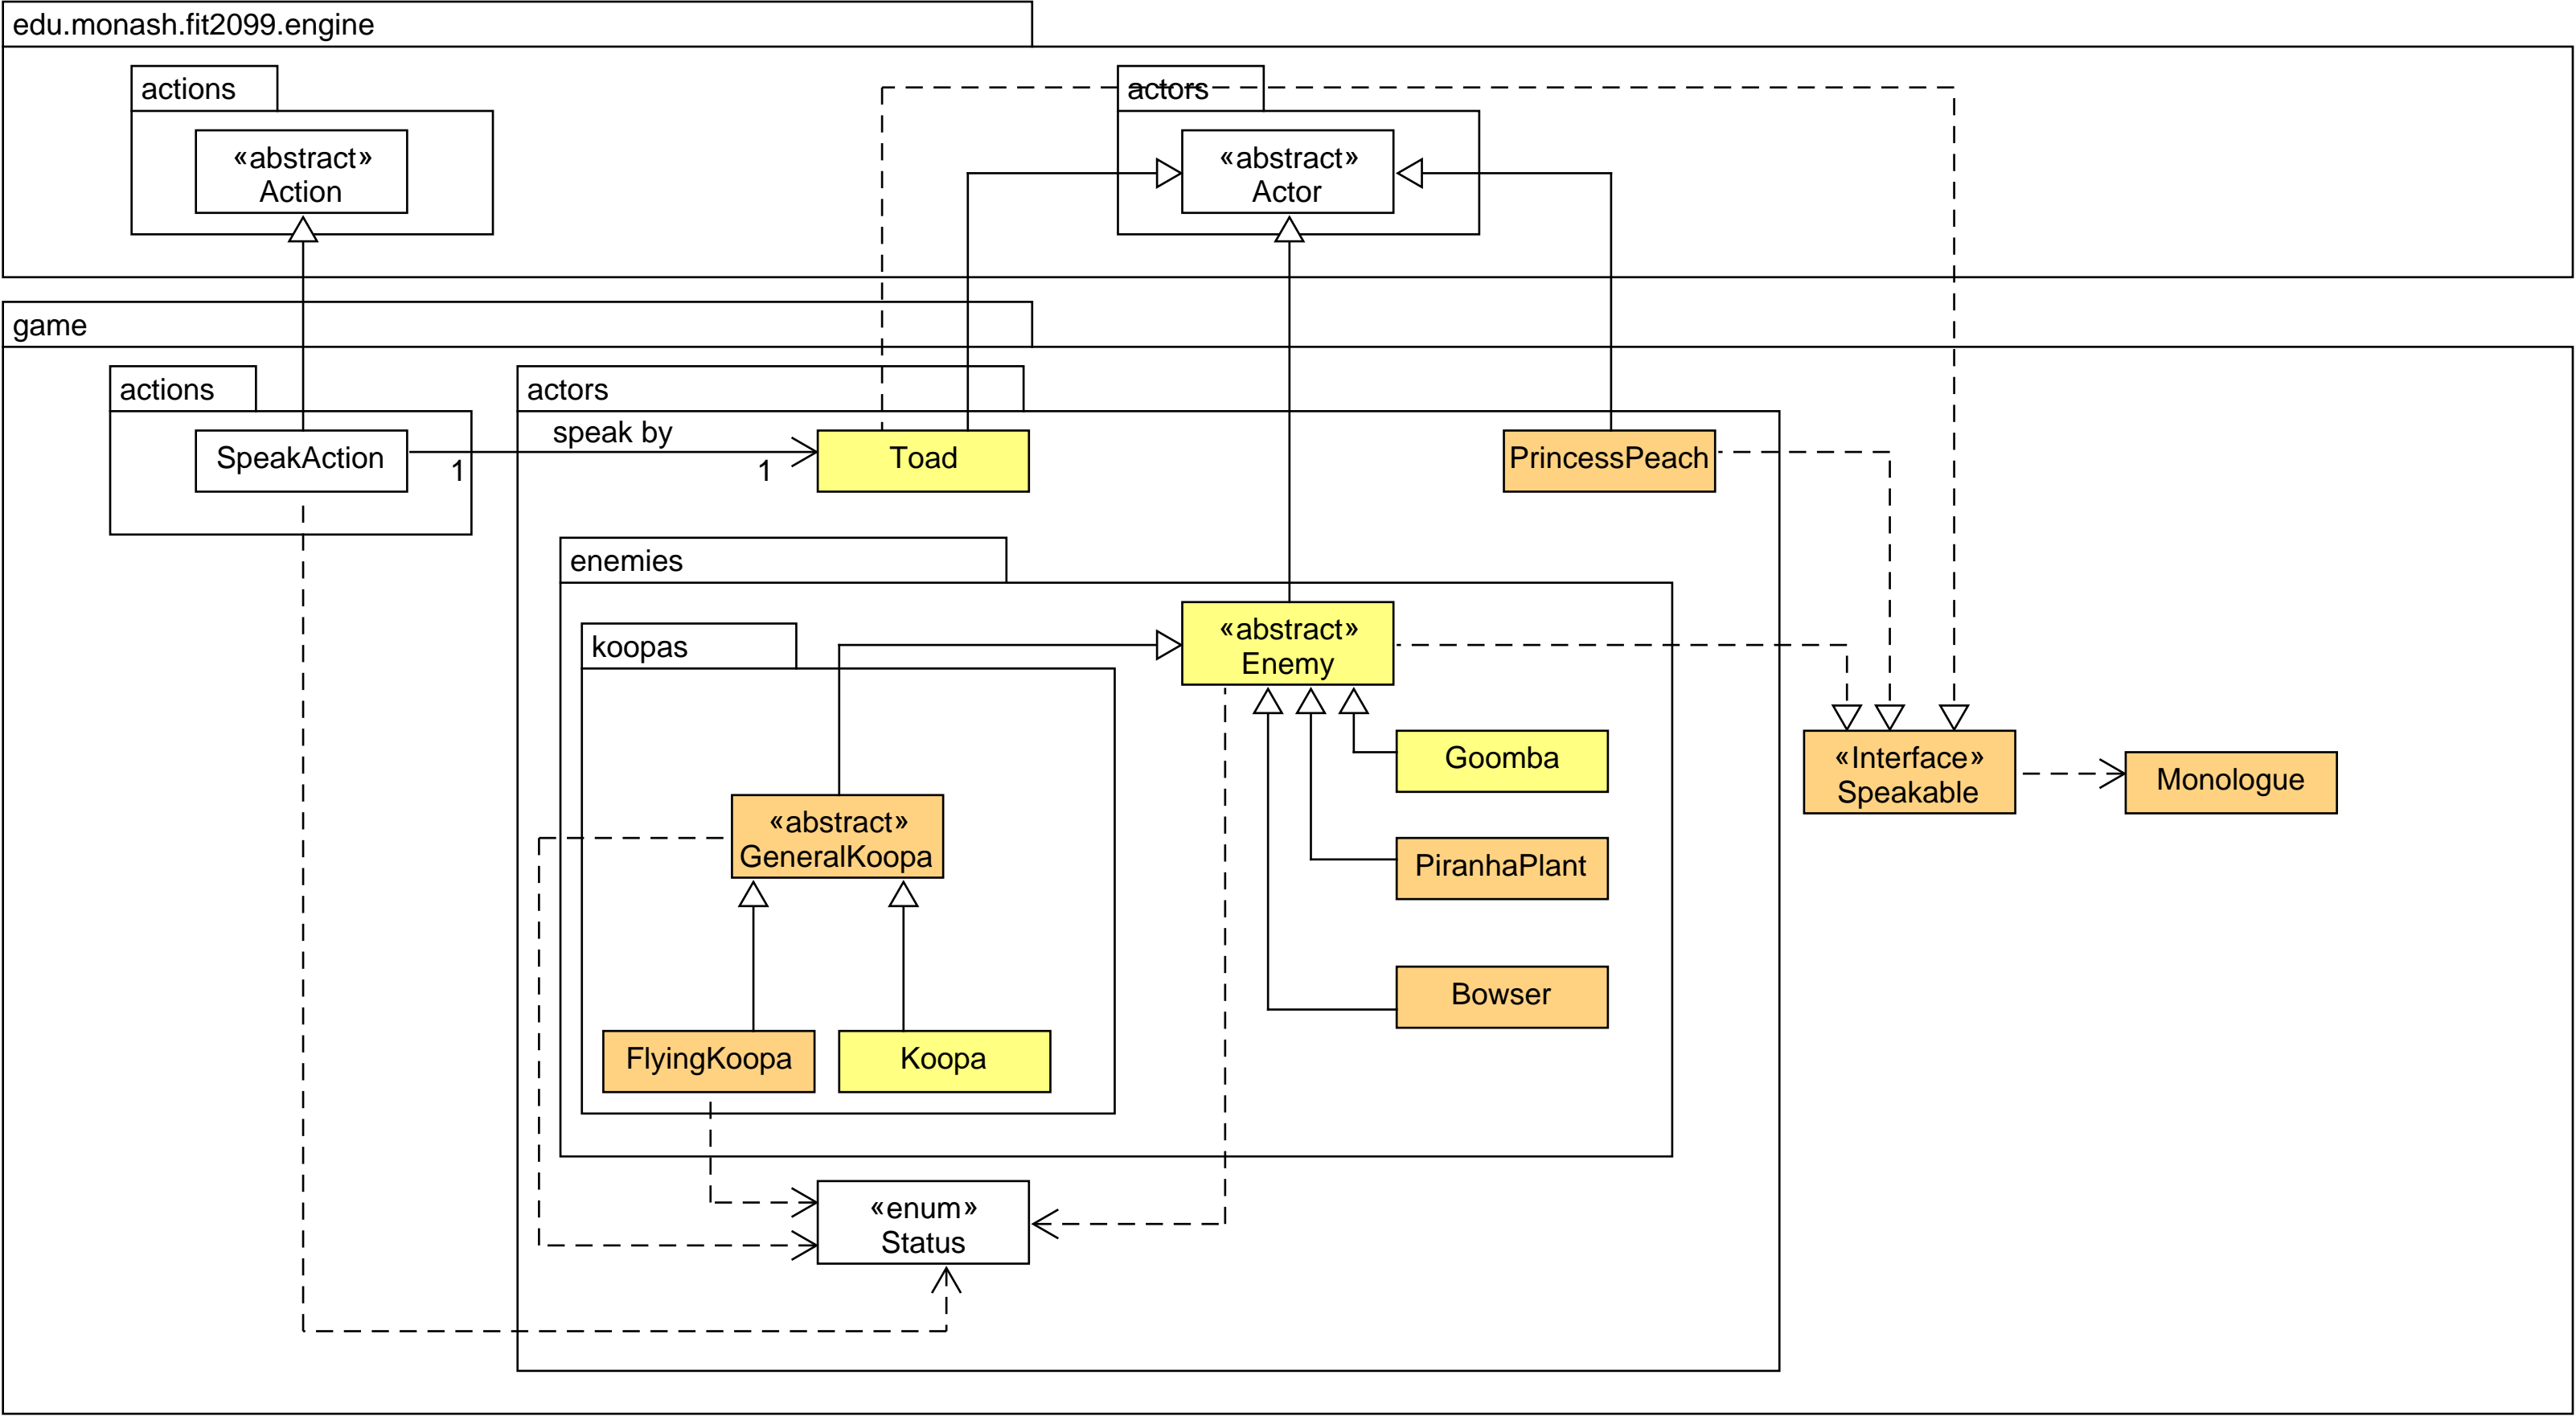 edu.monash.fit2099.engine
actions
actors
«abstract»
Action
«abstract»
Actor
game
actions
actors
SpeakAction
speak by
1
1
Toad
PrincessPeach
enemies
koopas
«abstract»
Enemy
Goomba
«Interface»
Speakable
Monologue
«abstract»
GeneralKoopa
PiranhaPlant
Bowser
FlyingKoopa
Koopa
«enum»
Status